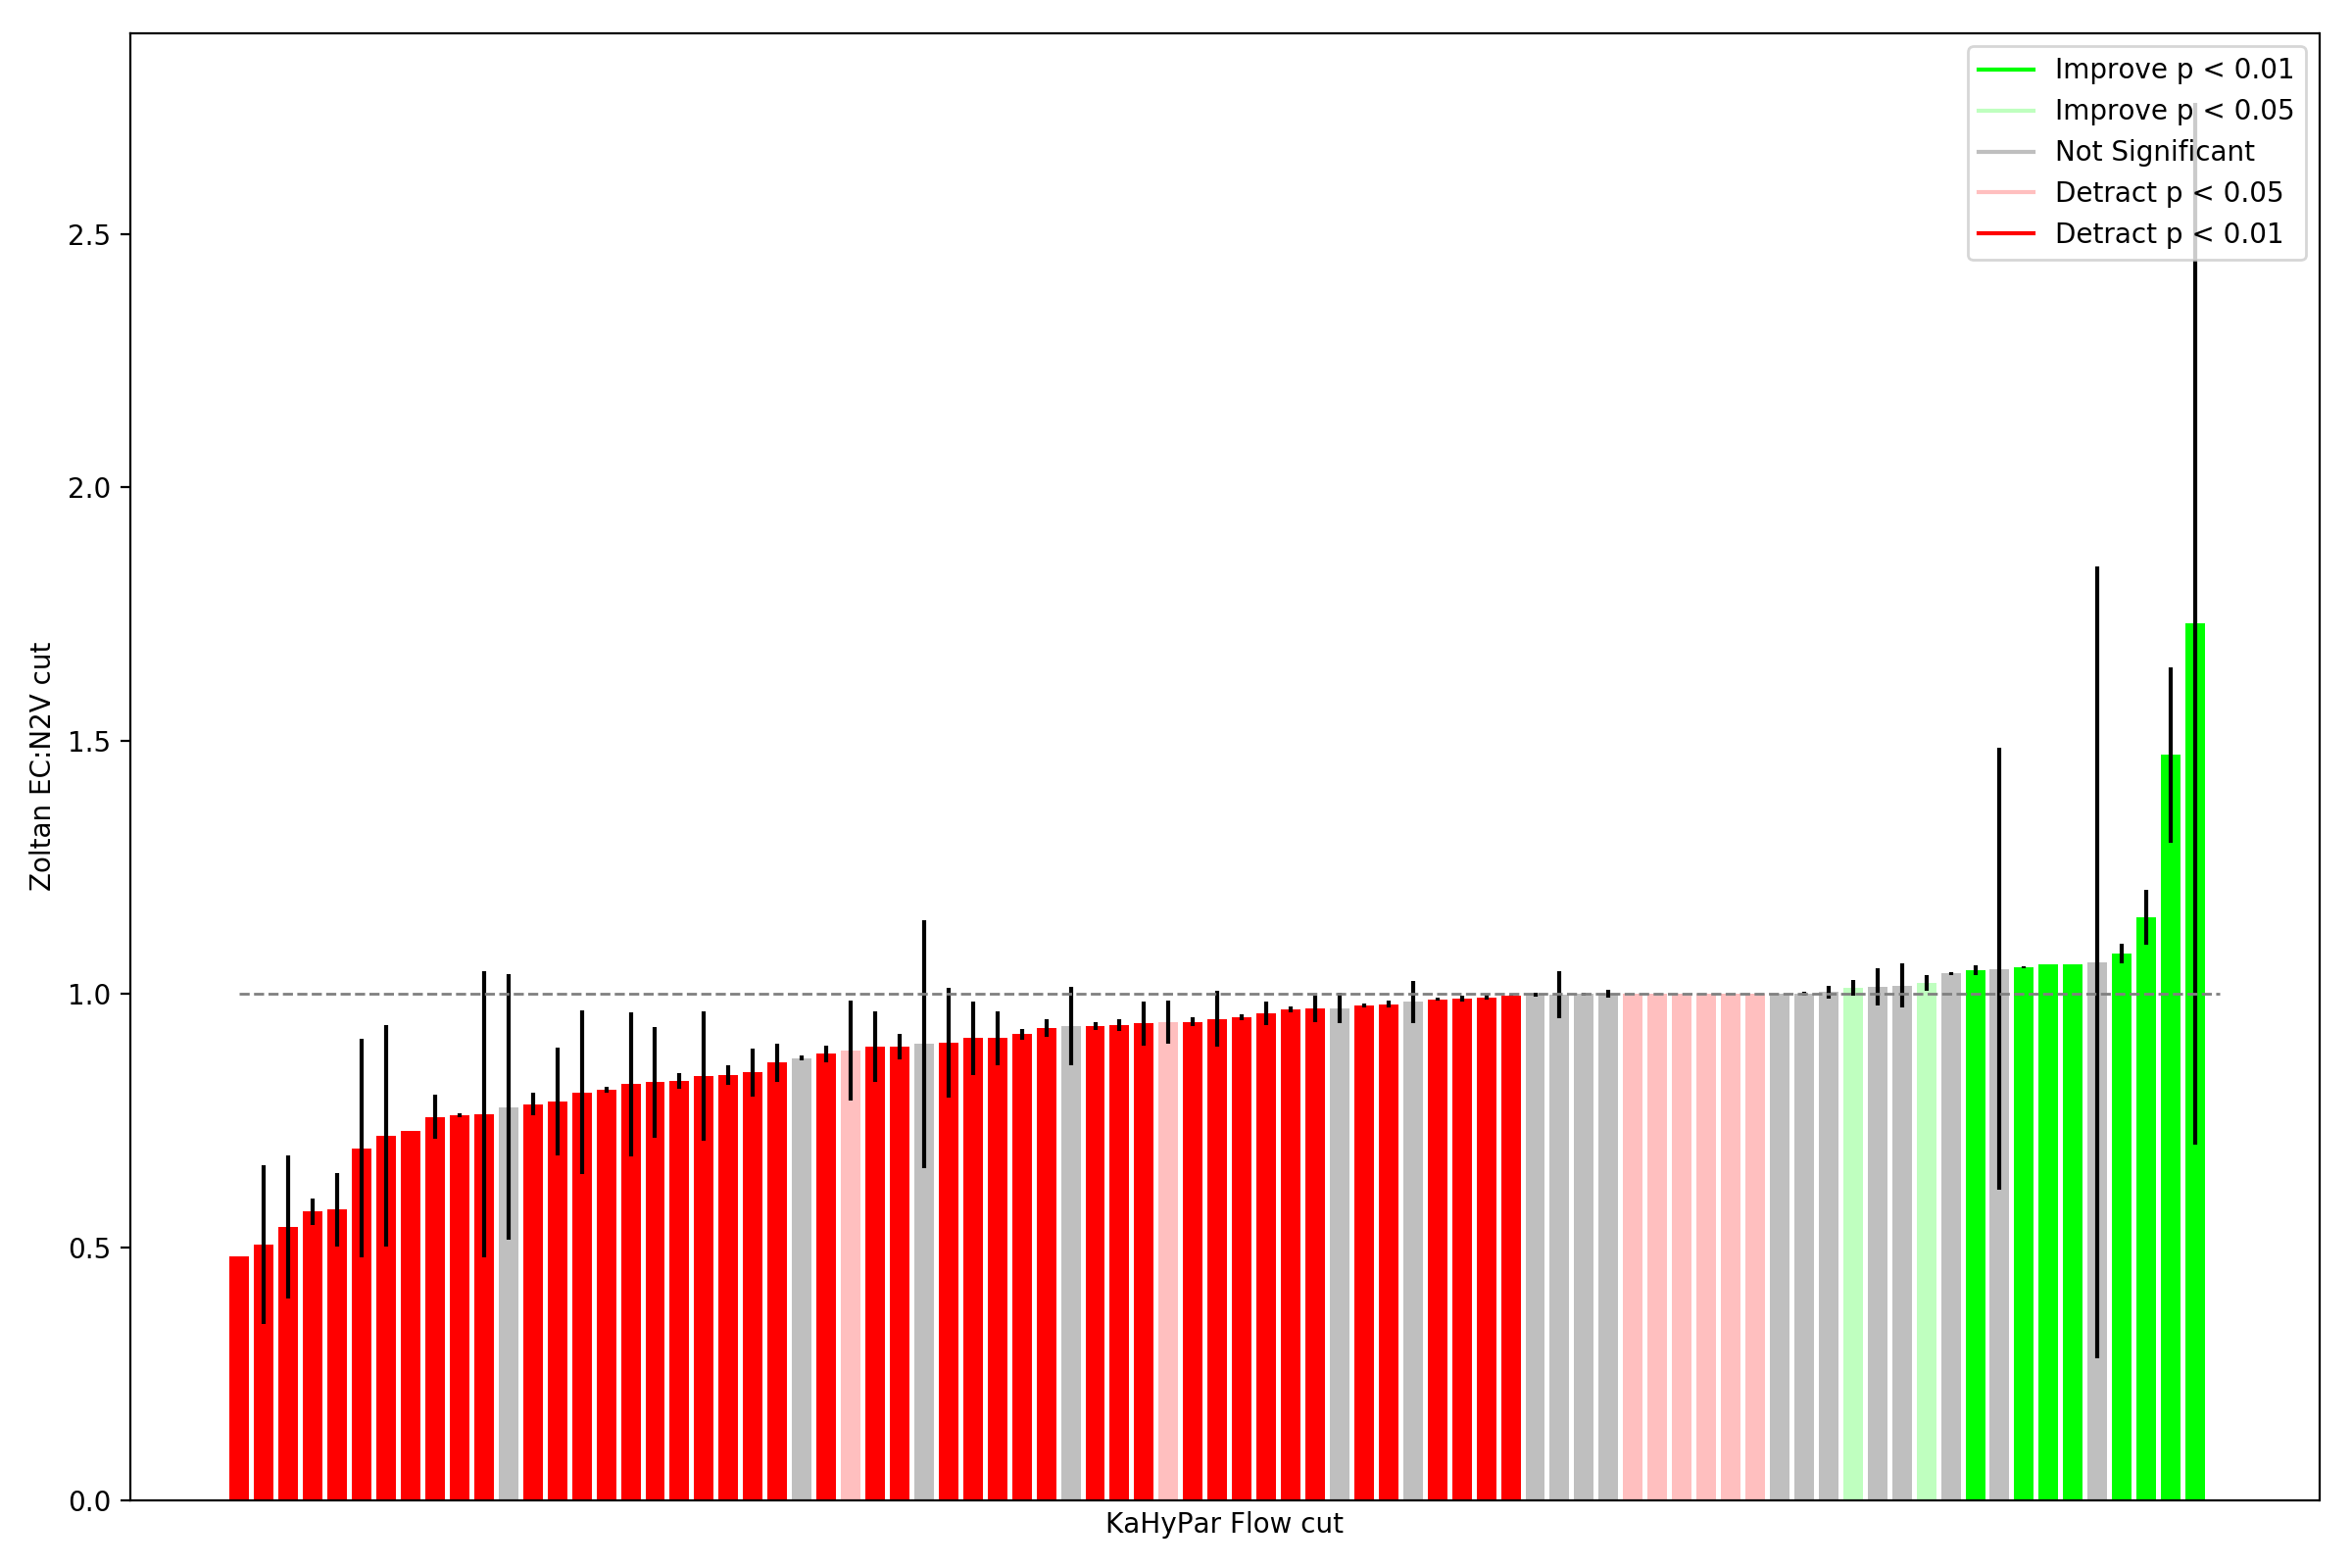 Improve p < 0.01
Improve p < 0.05
Not Significant
Detract p < 0.05
Detract p < 0.01
2.5
2.0
1.5
1.0
0.5
0.0
Zoltan EC:N2V cut
KaHyPar Flow cut